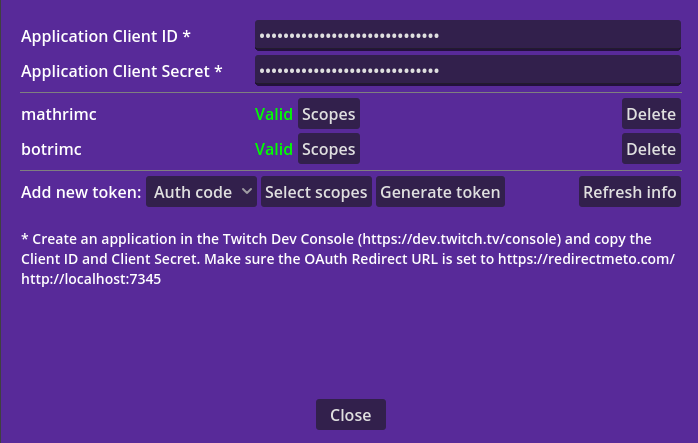 Application Client ID * ••••••••••••••••••••••••••••••
Application Client Secret * ••••••••••••••••••••••••••••••
mathrimc Valid Scopes Delete
botrimc Valid Scopes Delete
Add new token: Auth code Select scopes Generate token Refresh info
* Create an application in the Twitch Dev Console (https://dev.twitch.tv/console) and copy the
Client ID and Client Secret. Make sure the OAuth Redirect URL is set to https://redirectmeto.com/
http://localhost:7345
Close